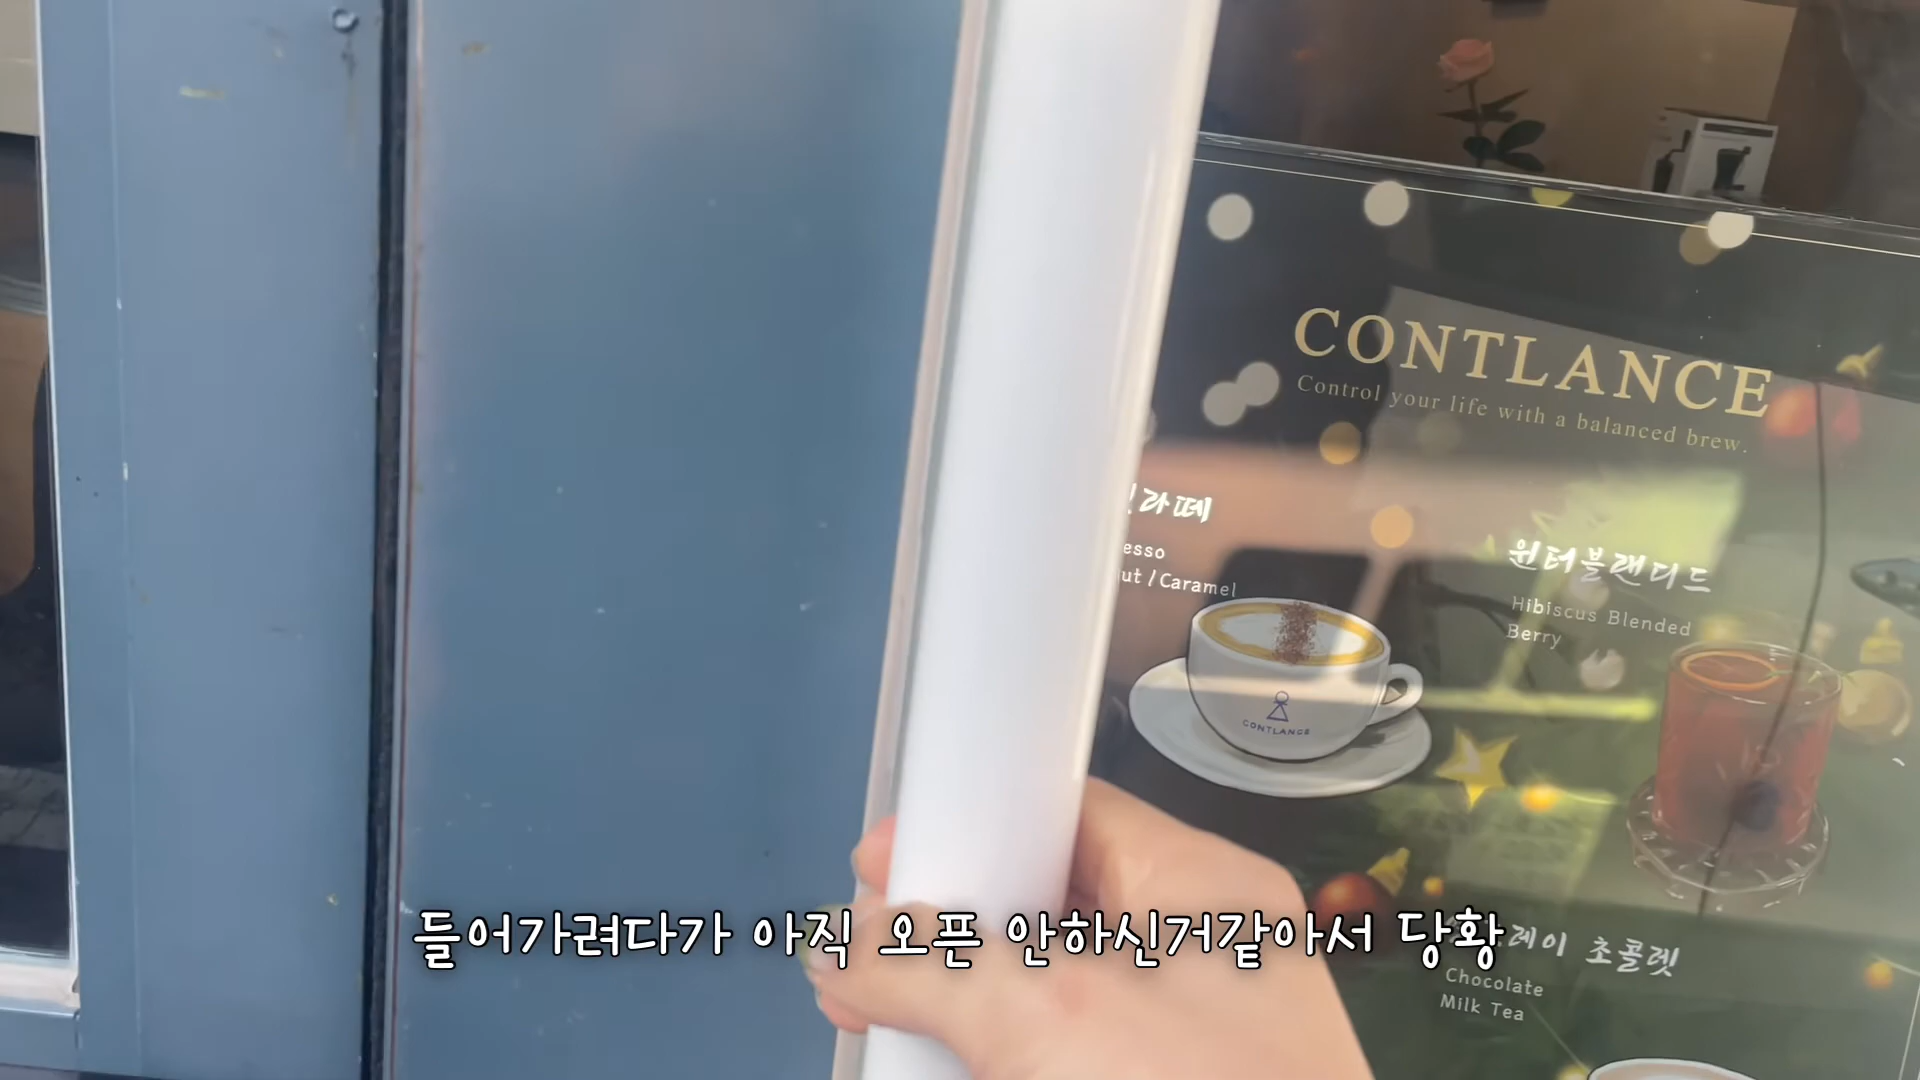 CONTLANCE
Control your life with a balanced brew.
라떼
윈터블랜디드
Hibiscus Blended
Berry
/ Caramel
CONTLANCE
들어가려다가 아직 오픈 안하신거같아서 당황
초콜렛
Chocolate
Milk Tea